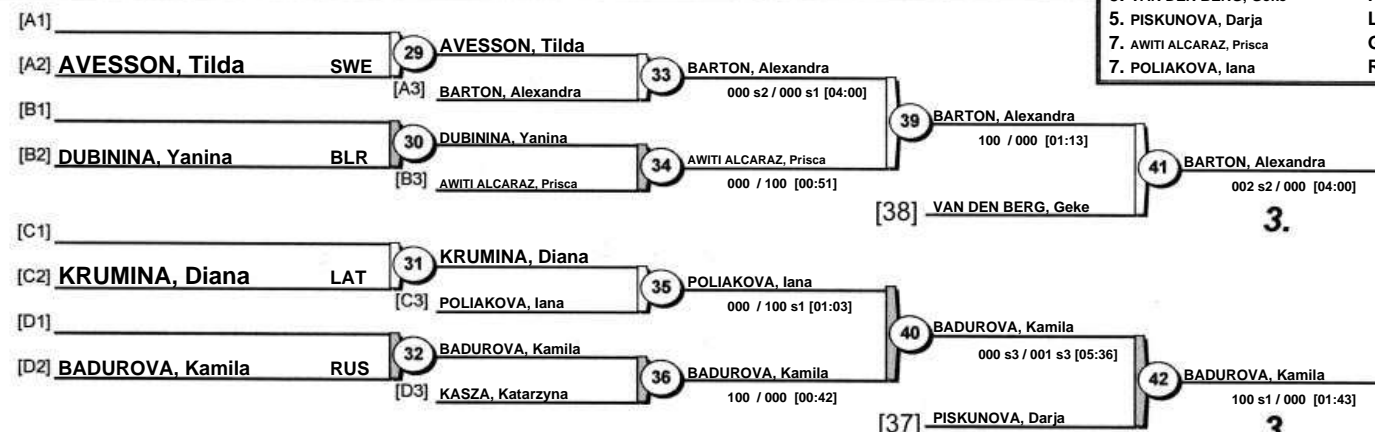 5. PISKUNOVA, Darja L
7. AWITI ALCARAZ, Prisca
7. POLIAKOVA, Iana
[A1]
[A2] AVESSON, Tilda SWE
29
AVESSON, Tilda
[A3] BARTON, Alexandra
33
BARTON, Alexandra
000 s2 / 000 s1 [04:00]
[B1]
[B2] DUBININA, Yanina BLR
30
DUBININA, Yanina
[B3] AWITI ALCARAZ, Prisca
34
AWITI ALCARAZ, Prisca
000 / 100 [00:51]
39
BARTON, Alexandra
100 / 000 [01:13]
[38] VAN DEN BERG, Geke
41
BARTON, Alexandra
002 s2 / 000 [04:00]
3.
[C1]
[C2] KRUMINA, Diana LAT
31
KRUMINA, Diana
[C3] POLIAKOVA, Iana
35
POLIAKOVA, Iana
000 / 100 s1 [01:03]
[D1]
[D2] BADUROVA, Kamila RUS
32
BADUROVA, Kamila
[D3] KASZA, Katarzyna
36
BADUROVA, Kamila
100 / 000 [00:42]
40
BADUROVA, Kamila
000 s3 / 001 s3 [05:36]
[37] PISKUNOVA, Darja
42
BADUROVA, Kamila
100 s1 / 000 [01:43]
3.